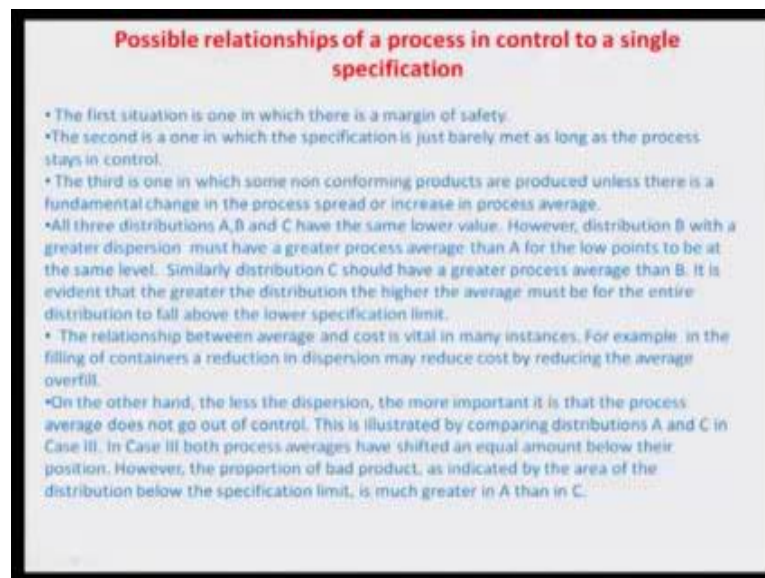 Possible relationships of a process in control to a single
specification
• The first situation is one in which there is a margin of safety.
•The second is a one in which the specification is just barely met as long as the process
stays in control.
• The third is one in which some non conforming products are produced unless there is a
fundamental change in the process spread or increase in process average.
•All three distributions A,B and C have the same lower value. However, distribution B with a
greater dispersion must have a greater process average than A for the low points to be at
the same level. Similarly distribution C should have a greater process average than B. It is
evident that the greater the distribution the higher the average must be for the entire
distribution to fall above the lower specification limit.
• The relationship between average and cost is vital in many instances. For example in the
filling of containers a reduction in dispersion may reduce cost by reducing the average
overfill.
•On the other hand, the less the dispersion, the more important it is that the process
average does not go out of control. This is illustrated by comparing distributions A and C in
Case III. In Case III both process averages have shifted an equal amount below their
position. However, the proportion of bad product, as indicated by the area of the
distribution below the specification limit, is much greater in A than in C.